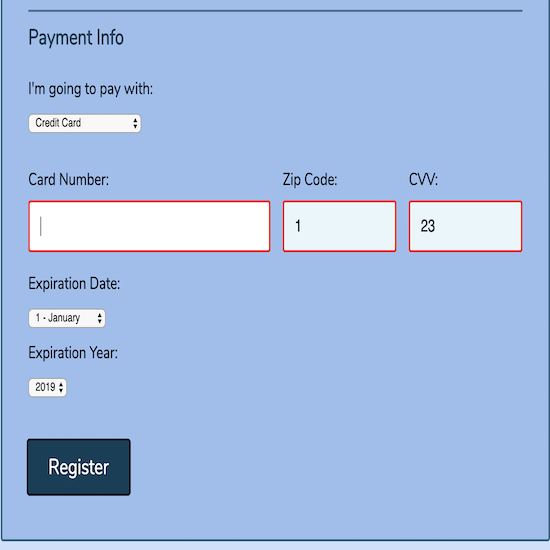 Payment Info
I'm going to pay with:
Credit Card
Card Number: Zip Code: CVV:
1 23
Expiration Date:
1 - January
Expiration Year:
2019
Register